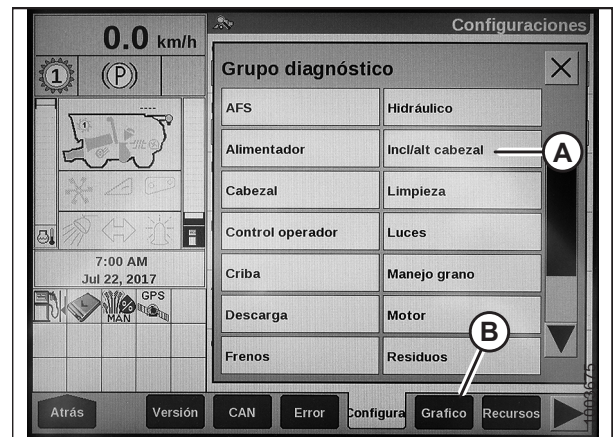 0.0 km/h
Configuraciones
1
(P)
Grupo diagnóstico
AFS
Hidráulico
Alimentador
Incl/alt cabezal
A
Cabezal
Limpieza
Control operador
Luces
7:00 AM
Jul 22, 2017
Criba
Manejo grano
GPS
MAN
Descarga
Motor
B
Frenos
Residuos
Atrás
Versión
CAN
Error
Configura
Grafico
Recursos
1003675